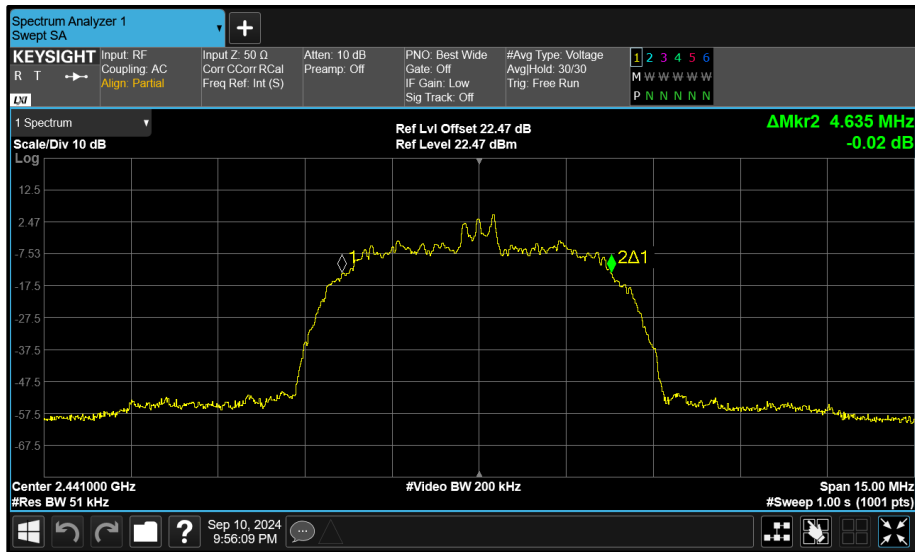 Spectrum Analyzer 1
Swept SA
KEYSIGHT
R T
LXI
Input: RF
Coupling: AC
Align: Partial
Input Z: 50 Ω
Corr CCorr RCal
Freq Ref: Int (S)
Atten: 10 dB
Preamp: Off
PNO: Best Wide
Gate: Off
IF Gain: Low
Sig Track: Off
#Avg Type: Voltage
Avg|Hold: 30/30
Trig: Free Run
1 2 3 4 5 6
M W W W W W
P N N N N N
1 Spectrum
Scale/Div 10 dB
Log
Ref Lvl Offset 22.47 dB
Ref Level 22.47 dBm
ΔMkr2 4.635 MHz
-0.02 dB
12.5
2.47
-7.53
-17.5
-27.5
-37.5
-47.5
-57.5
-67.5
1
2Δ1
Center 2.441000 GHz
#Res BW 51 kHz
#Video BW 200 kHz
Span 15.00 MHz
#Sweep 1.00 s (1001 pts)
?
Sep 10, 2024
9:56:09 PM